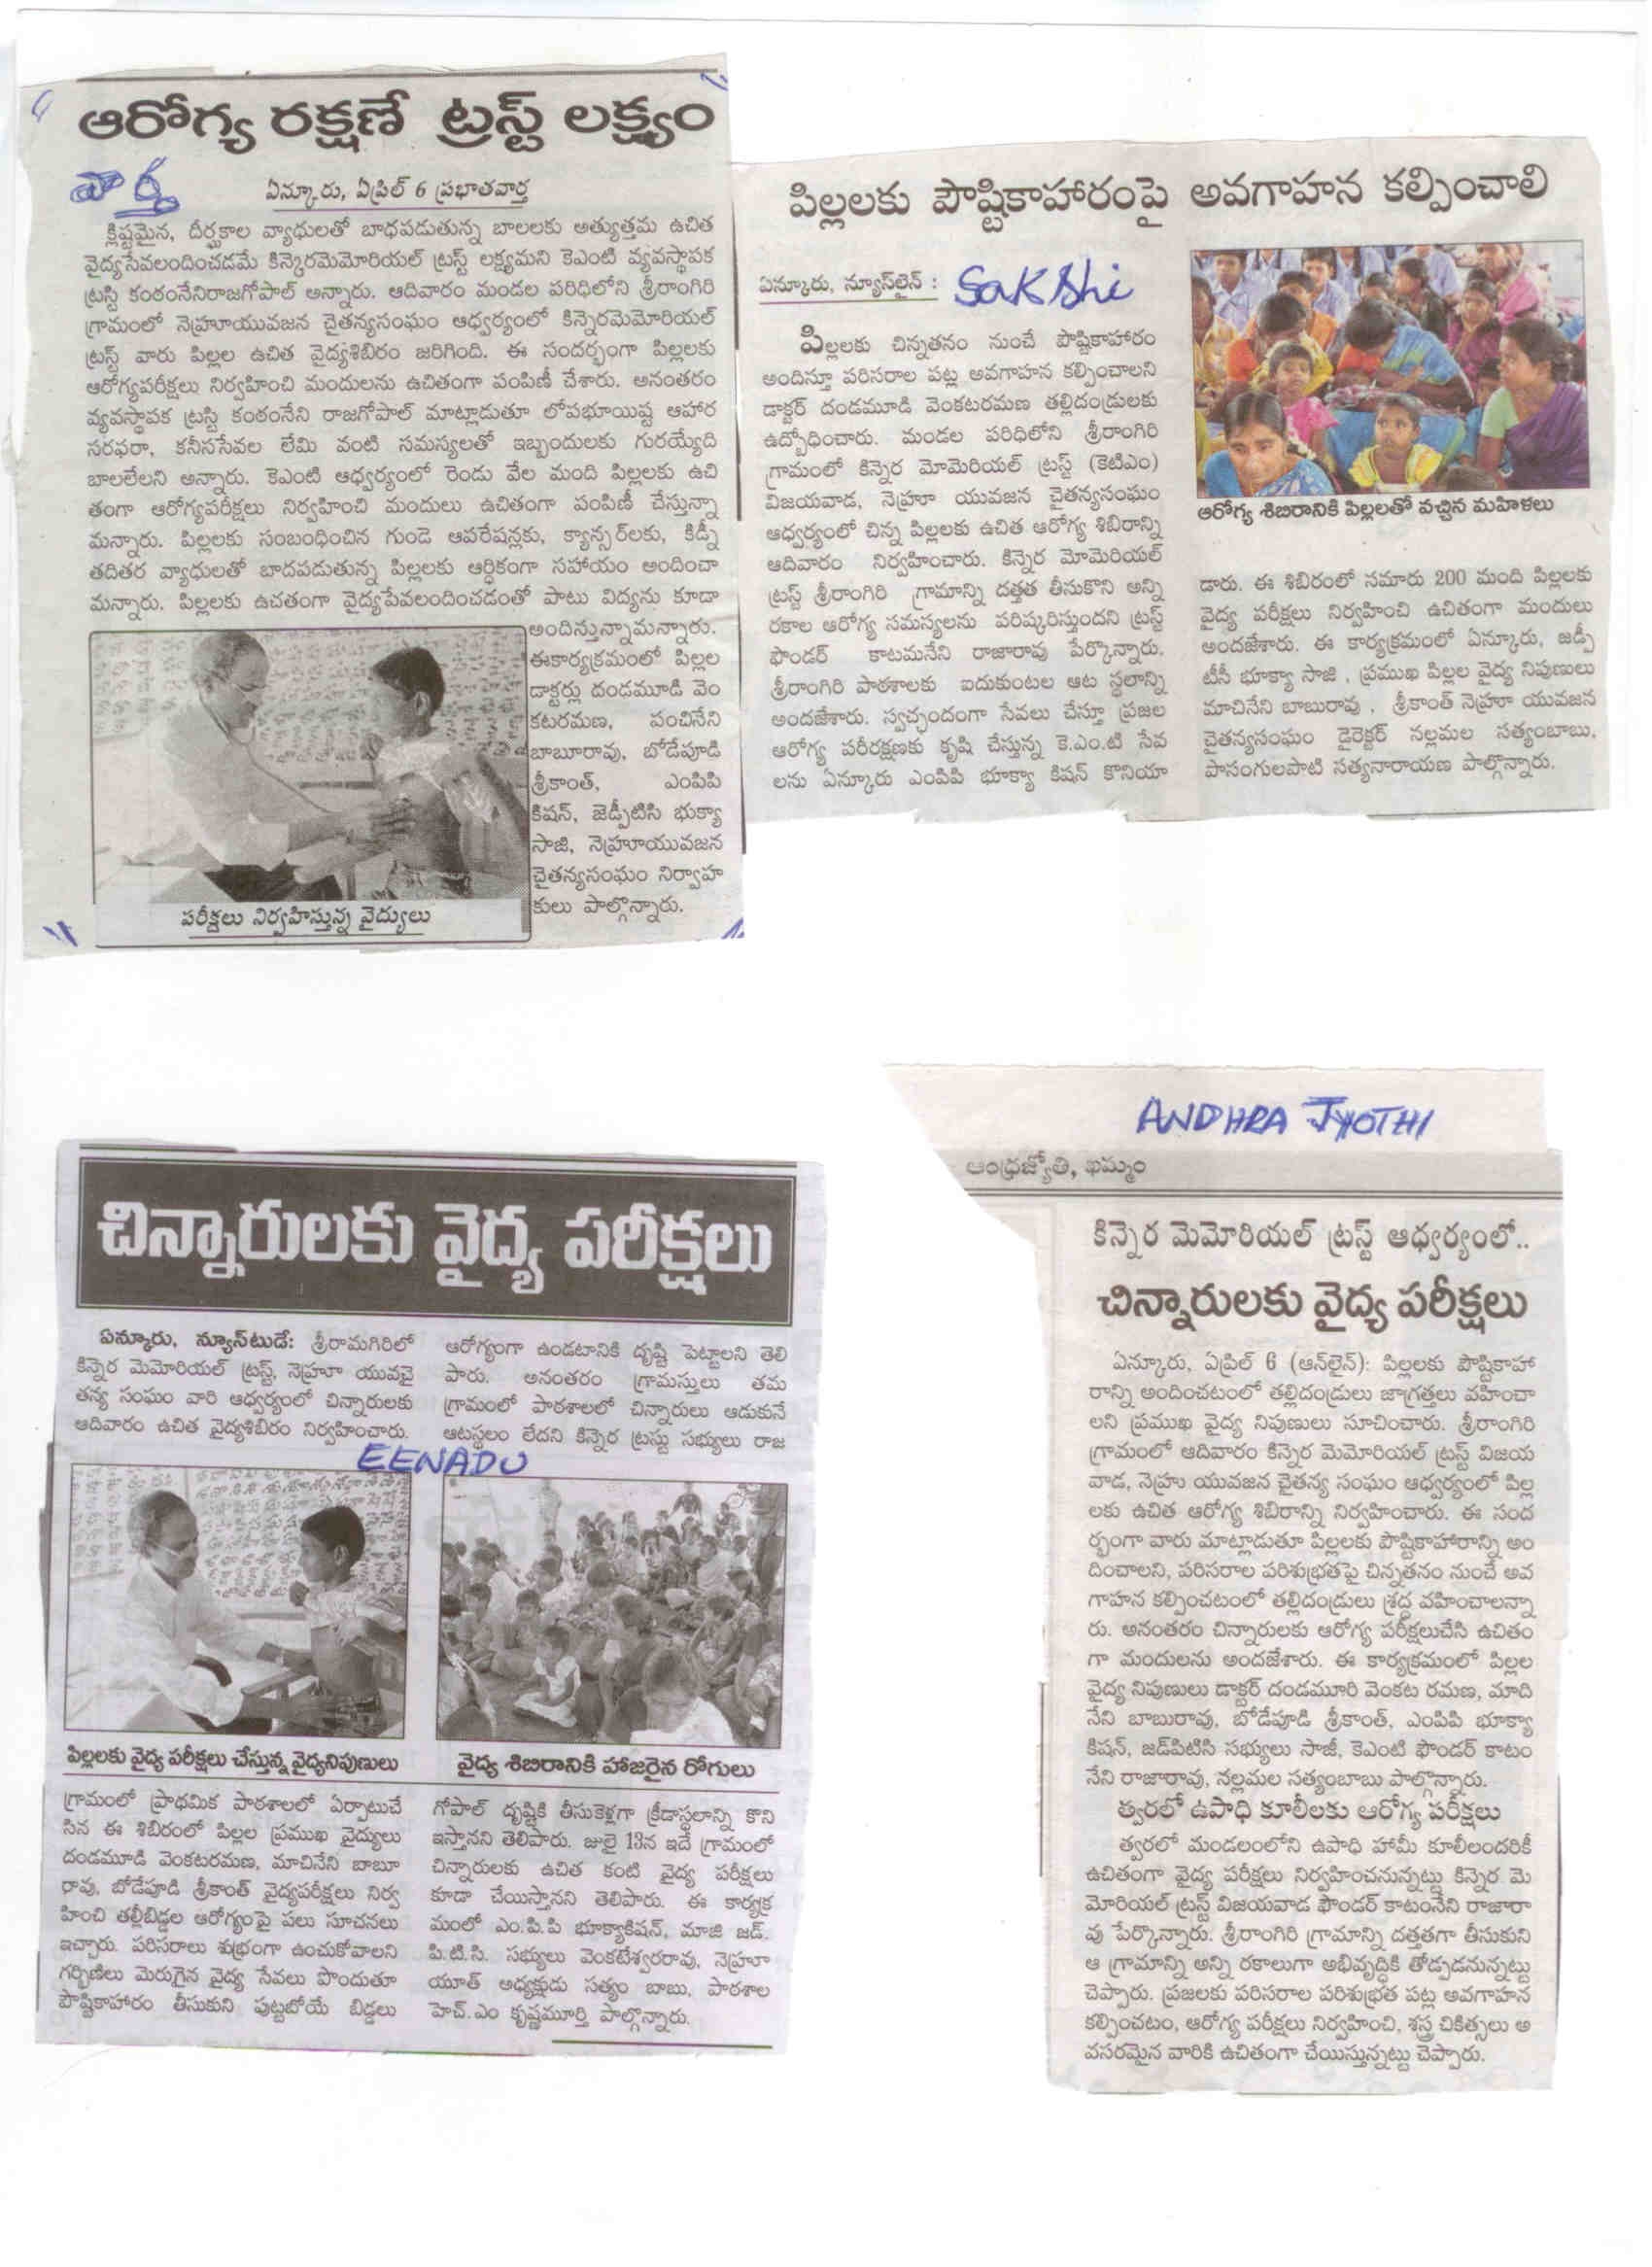 ఆరోగ్య రక్షణే ట్రస్ట్ లక్ష్యం
వార్త
ఏన్కూరు, ఏప్రిల్ 6 ప్రభాతవార్త
క్లిష్టమైన, దీర్ఘకాల వ్యాధులతో బాధపడుతున్న బాలలకు అత్యుత్తమ ఉచిత
వైద్యసేవలందించడమే కిన్నెరమెమోరియల్ ట్రస్ట్ లక్ష్యమని కెఎంటి వ్యవస్థాపక
ట్రస్టి కంఠంనేనిరాజగోపాల్ అన్నారు. ఆదివారం మండల పరిధిలోని శ్రీరాంగిరి
గ్రామంలో నెహ్రూయువజన చైతన్యసంఘం ఆధ్వర్యంలో కిన్నెరమెమోరియల్
ట్రస్ట్ వారు పిల్లల ఉచిత వైద్యశిబిరం జరిగింది. ఈ సందర్భంగా పిల్లలకు
ఆరోగ్యపరీక్షలు నిర్వహించి మందులను ఉచితంగా పంపిణీ చేశారు. అనంతరం
వ్యవస్థాపక ట్రస్టి కంఠంనేని రాజగోపాల్ మాట్లాడుతూ లోపభూయిష్ట ఆహార
సరఫరా, కనీససేవల లేమి వంటి సమస్యలతో ఇబ్బందులకు గురయ్యేది
బాలలేలని అన్నారు. కెఎంటి ఆధ్వర్యంలో రెండు వేల మంది పిల్లలకు ఉచి
తంగా ఆరోగ్యపరీక్షలు నిర్వహించి మందులు ఉచితంగా పంపిణీ చేస్తున్నా
మన్నారు. పిల్లలకు సంబంధించిన గుండె ఆపరేషన్లకు, క్యాన్సర్‌లకు, కిడ్నీ
తదితర వ్యాధులతో బాదపడుతున్న పిల్లలకు ఆర్థికంగా సహాయం అందించా
మన్నారు. పిల్లలకు ఉచతంగా వైద్యపేవలందించడంతో పాటు విద్యను కూడా
అందిస్తున్నామన్నారు.
ఈకార్యక్రమంలో పిల్లల
డాక్టర్లు దండమూడి వెం
కటరమణ, పంచినేని
బాబూరావు, బోడేపూడి
శ్రీకాంత్, ఎంపిపి
కిషన్, జెడ్పీటిసి భుక్యా
సాజి, నెహ్రూయువజన
చైతన్యసంఘం నిర్వాహ
కులు పాల్గొన్నారు.
పరీక్షలు నిర్వహిస్తున్న వైద్యులు
పిల్లలకు పౌష్టికాహారంపై అవగాహన కల్పించాలి
ఏన్కూరు, న్యూస్‌లైన్ : Sakshi
పిల్లలకు చిన్నతనం నుంచే పౌష్టికాహారం
అందిస్తూ పరిసరాల పట్ల అవగాహన కల్పించాలని
డాక్టర్ దండమూడి వెంకటరమణ తల్లిదండ్రులకు
ఉద్బోధించారు. మండల పరిధిలోని శ్రీరాంగిరి
గ్రామంలో కిన్నెర మోమెరియల్ ట్రస్ట్ (కెటిఎం)
విజయవాడ, నెహ్రూ యువజన చైతన్యసంఘం
ఆధ్వర్యంలో చిన్న పిల్లలకు ఉచిత ఆరోగ్య శిబిరాన్ని
ఆదివారం నిర్వహించారు. కిన్నెర మోమెరియల్
ట్రస్ట్ శ్రీరాంగిరి గ్రామాన్ని దత్తత తీసుకొని అన్ని
రకాల ఆరోగ్య సమస్యలను పరిష్కరిస్తుందని ట్రస్ట్
ఫౌండర్ కాటమనేని రాజారావు పేర్కొన్నారు.
శ్రీరాంగిరి పాఠశాలకు ఐదుకుంటల ఆట స్థలాన్ని
అందజేశారు. స్వచ్ఛందంగా సేవలు చేస్తూ ప్రజల
ఆరోగ్య పరీరక్షణకు కృషి చేస్తున్న కె.ఎం.టి సేవ
లను ఏన్కూరు ఎంపిపి భూక్యా కిషన్ కొనియా
ఆరోగ్య శిబిరానికి పిల్లలతో వచ్చిన మహిళలు
డారు. ఈ శిబిరంలో సమారు 200 మంది పిల్లలకు
వైద్య పరీక్షలు నిర్వహించి ఉచితంగా మందులు
అందజేశారు. ఈ కార్యక్రమంలో ఏన్కూరు, జడ్పీ
టీసీ భూక్యా సాజి , ప్రముఖ పిల్లల వైద్య నిపుణులు
మాచినేని బాబురావు , శ్రీకాంత్ నెహ్రూ యువజన
చైతన్యసంఘం డైరెక్టర్ నల్లమల సత్యంబాబు,
పాసంగులపాటి సత్యనారాయణ పాల్గొన్నారు.
చిన్నారులకు వైద్య పరీక్షలు
ఏన్కూరు, న్యూస్‌టుడే: శ్రీరామగిరిలో
కిన్నెర మెమోరియల్ ట్రస్ట్, నెహ్రూ యువచై
తన్య సంఘం వారి ఆధ్వర్యంలో చిన్నారులకు
ఆదివారం ఉచిత వైద్యశిబిరం నిర్వహించారు.
ఆరోగ్యంగా ఉండటానికి దృష్టి పెట్టాలని తెలి
పారు. అనంతరం గ్రామస్తులు తమ
గ్రామంలో పాఠశాలలో చిన్నారులు ఆడుకునే
ఆటస్థలం లేదని కిన్నెర ట్రస్టు సభ్యులు రాజ
EENADU
పిల్లలకు వైద్య పరీక్షలు చేస్తున్న వైద్యనిపుణులు
వైద్య శిబిరానికి హాజరైన రోగులు
గ్రామంలో ప్రాథమిక పాఠశాలలో ఏర్పాటుచే
సిన ఈ శిబిరంలో పిల్లల ప్రముఖ వైద్యులు
దండమూడి వెంకటరమణ, మాచినేని బాబూ
రావు, బోడేపూడి శ్రీకాంత్ వైద్యపరీక్షలు నిర్వ
హించి తల్లీబిడ్డల ఆరోగ్యంపై పలు సూచనలు
ఇచ్చారు. పరిసరాలు శుభ్రంగా ఉంచుకోవాలని
గర్భిణీలు మెరుగైన వైద్య సేవలు పొందుతూ
పౌష్టికాహారం తీసుకుని పుట్టబోయే బిడ్డలు
గోపాల్ దృష్టికి తీసుకెళ్లగా క్రీడాస్థలాన్ని కొని
ఇస్తానని తెలిపారు. జులై 13న ఇదే గ్రామంలో
చిన్నారులకు ఉచిత కంటి వైద్య పరీక్షలు
కూడా చేయిస్తానని తెలిపారు. ఈ కార్యక్ర
మంలో ఎం.పి.పి భూక్యాకిషన్, మాజి జడ్.
పి.టి.సి. సభ్యులు వెంకటేశ్వరరావు, నెహ్రూ
యూత్ అధ్యక్షుడు సత్యం బాబు, పాఠశాల
హెచ్.ఎం కృష్ణమూర్తి పాల్గొన్నారు.
ANDHRA JYOTHI
ఆంధ్రజ్యోతి, ఖమ్మం
కిన్నెర మెమోరియల్ ట్రస్ట్ ఆధ్వర్యంలో..
చిన్నారులకు వైద్య పరీక్షలు
ఏన్కూరు, ఏప్రిల్ 6 (ఆన్‌లైన్): పిల్లలకు పౌష్టికాహా
రాన్ని అందించటంలో తల్లిదండ్రులు జాగ్రత్తలు వహించా
లని ప్రముఖ వైద్య నిపుణులు సూచించారు. శ్రీరాంగిరి
గ్రామంలో ఆదివారం కిన్నెర మెమోరియల్ ట్రస్ట్ విజయ
వాడ, నెహ్రు యువజన చైతన్య సంఘం ఆధ్వర్యంలో పిల్ల
లకు ఉచిత ఆరోగ్య శిబిరాన్ని నిర్వహించారు. ఈ సంద
ర్భంగా వారు మాట్లాడుతూ పిల్లలకు పౌష్టికాహారాన్ని అం
దించాలని, పరిసరాల పరిశుభ్రతపై చిన్నతనం నుంచే అవ
గాహన కల్పించటంలో తల్లిదండ్రులు శ్రద్ధ వహించాలన్నా
రు. అనంతరం చిన్నారులకు ఆరోగ్య పరీక్షలుచేసి ఉచితం
గా మందులను అందజేశారు. ఈ కార్యక్రమంలో పిల్లల
వైద్య నిపుణులు డాక్టర్ దండమూరి వెంకట రమణ, మాది
నేని బాబురావు, బోడేపూడి శ్రీకాంత్, ఎంపిపి భూక్యా
కిషన్, జడ్‌పిటిసి సభ్యులు సాజీ, కెఎంటి ఫౌండర్ కాటం
నేని రాజారావు, నల్లమల సత్యంబాబు పాల్గొన్నారు.
త్వరలో ఉపాధి కూలీలకు ఆరోగ్య పరీక్షలు
త్వరలో మండలంలోని ఉపాధి హామీ కూలీలందరికీ
ఉచితంగా వైద్య పరీక్షలు నిర్వహించనున్నట్లు కిన్నెర మె
మోరియల్ ట్రస్ట్ విజయవాడ ఫౌండర్ కాటంనేని రాజారా
వు పేర్కొన్నారు. శ్రీరాంగిరి గ్రామాన్ని దత్తతగా తీసుకుని
ఆ గ్రామాన్ని అన్ని రకాలుగా అభివృద్ధికి తోడ్పడనున్నట్టు
చెప్పారు. ప్రజలకు పరిసరాల పరిశుభ్రత పట్ల అవగాహన
కల్పించటం, ఆరోగ్య పరీక్షలు నిర్వహించి, శస్త్ర చికిత్సలు అ
వసరమైన వారికి ఉచితంగా చేయిస్తున్నట్టు చెప్పారు.